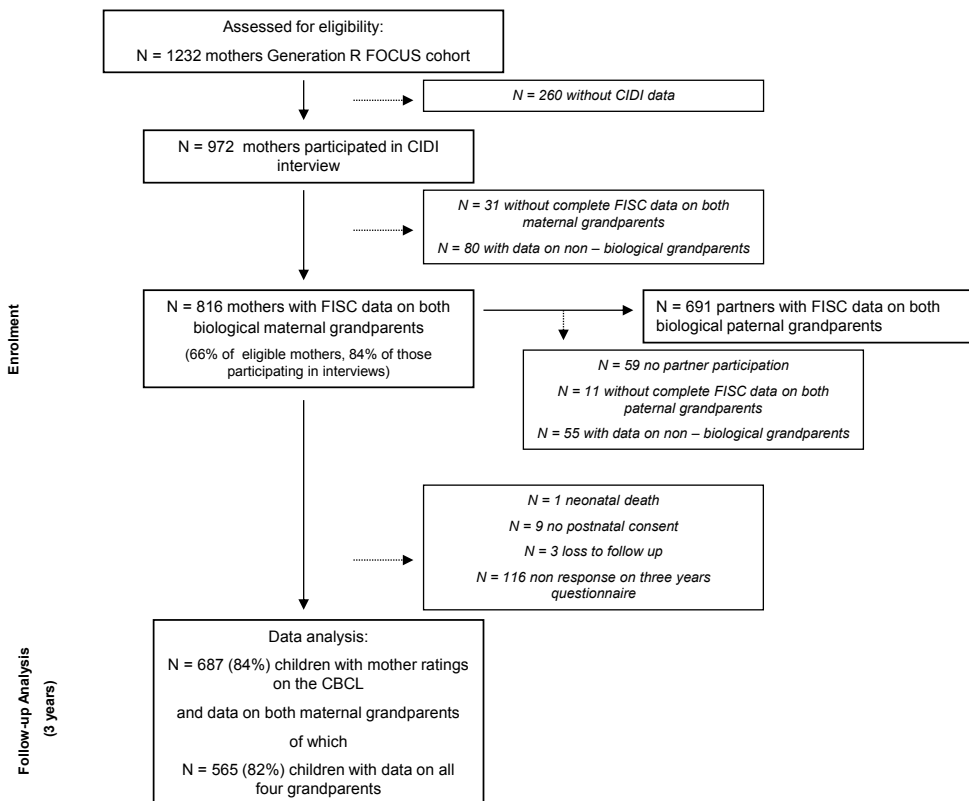 Assessed for eligibility:
N = 1232 mothers Generation R FOCUS cohort
N = 260 without CIDI data
N = 972 mothers participated in CIDI
interview
N = 31 without complete FISC data on both
maternal grandparents
N = 80 with data on non – biological grandparents
Enrolment
N = 816 mothers with FISC data on both
biological maternal grandparents
(66% of eligible mothers, 84% of those
participating in interviews)
N = 691 partners with FISC data on both
biological paternal grandparents
N = 59 no partner participation
N = 11 without complete FISC data on both
paternal grandparents
N = 55 with data on non – biological grandparents
N = 1 neonatal death
N = 9 no postnatal consent
N = 3 loss to follow up
N = 116 non response on three years
questionnaire
Follow-up Analysis
(3 years)
Data analysis:
N = 687 (84%) children with mother ratings
on the CBCL
and data on both maternal grandparents
of which
N = 565 (82%) children with data on all
four grandparents